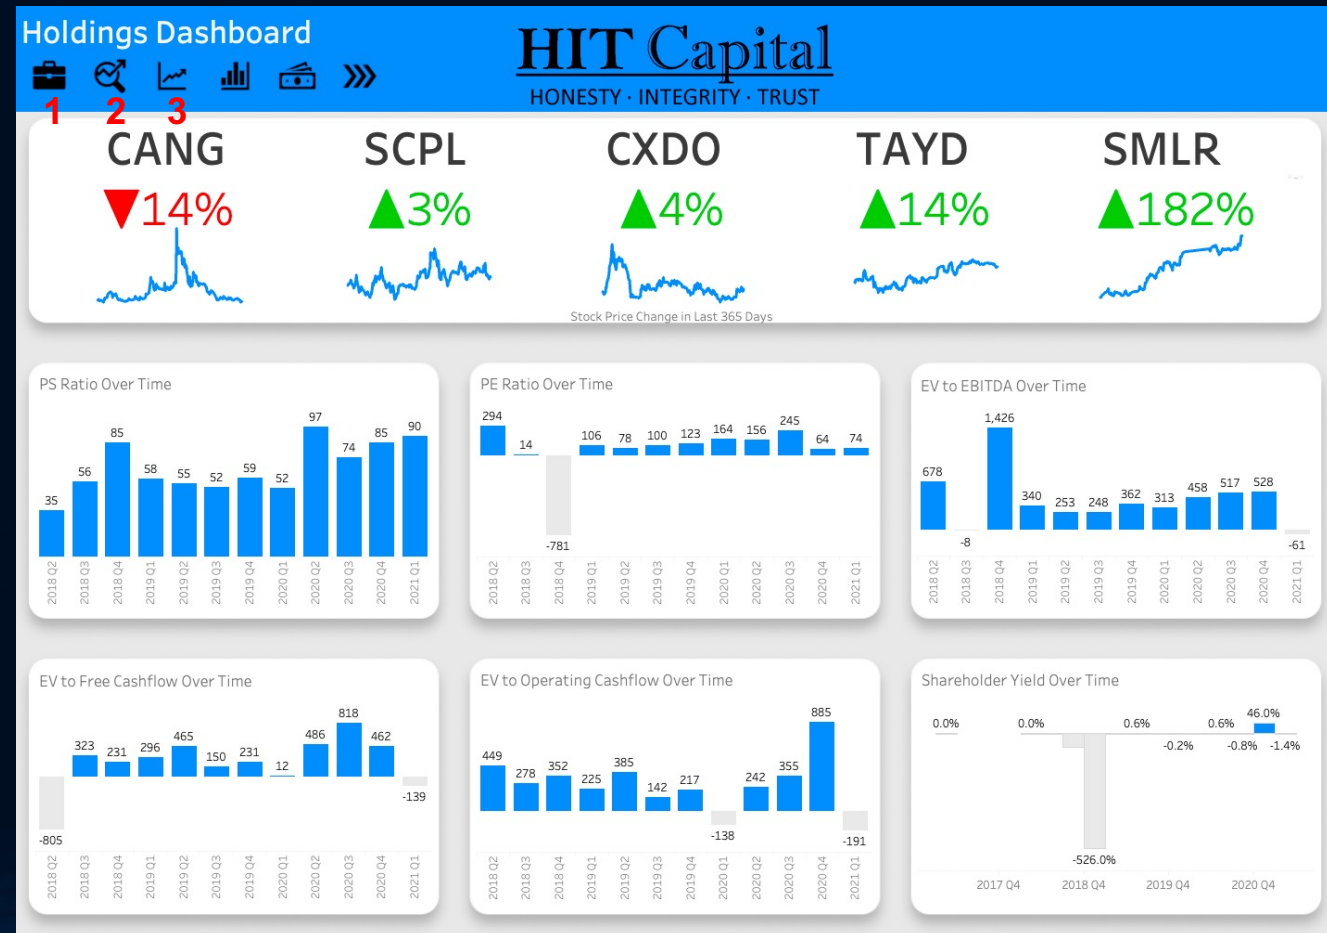 Holdings Dashboard
HIT Capital
HONESTY · INTEGRITY · TRUST
1 2 3
CANG SCPL CXDO TAYD SMLR
▼14% ▲3% ▲4% ▲14% ▲182%
Stock Price Change in Last 365 Days
PS Ratio Over Time
35 56 85 58 55 52 59 52 97 74 85 90
2018 Q2 2018 Q3 2018 Q4 2019 Q1 2019 Q2 2019 Q3 2019 Q4 2020 Q1 2020 Q2 2020 Q3 2020 Q4 2021 Q1
PE Ratio Over Time
294 14 -781 106 78 100 123 164 156 245 64 74
2018 Q2 2018 Q3 2018 Q4 2019 Q1 2019 Q2 2019 Q3 2019 Q4 2020 Q1 2020 Q2 2020 Q3 2020 Q4 2021 Q1
EV to EBITDA Over Time
678 -8 1,426 340 253 248 362 313 458 517 528 -61
2018 Q2 2018 Q3 2018 Q4 2019 Q1 2019 Q2 2019 Q3 2019 Q4 2020 Q1 2020 Q2 2020 Q3 2020 Q4 2021 Q1
EV to Free Cashflow Over Time
-805 323 231 296 465 150 231 12 486 818 462 -139
2018 Q2 2018 Q3 2018 Q4 2019 Q1 2019 Q2 2019 Q3 2019 Q4 2020 Q1 2020 Q2 2020 Q3 2020 Q4 2021 Q1
EV to Operating Cashflow Over Time
449 278 352 225 385 142 217 -138 242 355 885 -191
2018 Q2 2018 Q3 2018 Q4 2019 Q1 2019 Q2 2019 Q3 2019 Q4 2020 Q1 2020 Q2 2020 Q3 2020 Q4 2021 Q1
Shareholder Yield Over Time
0.0% 0.0% -526.0% 0.6% -0.2% 0.6% -0.8% 46.0% -1.4%
2017 Q4 2018 Q4 2019 Q4 2020 Q4